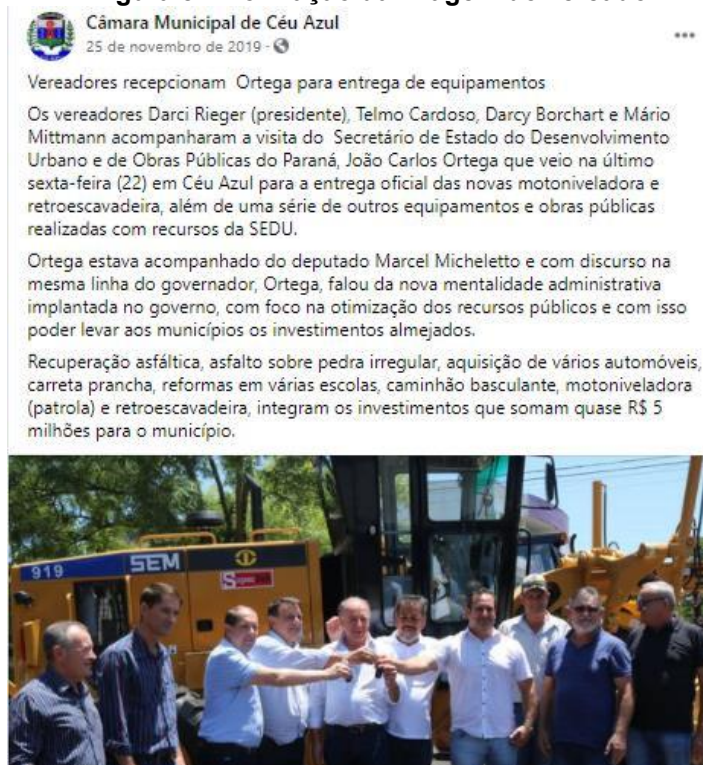 Câmara Municipal de Céu Azul
25 de novembro de 2019 ·
Vereadores recepcionam Ortega para entrega de equipamentos
Os vereadores Darci Rieger (presidente), Telmo Cardoso, Darcy Borchart e Mário
Mittmann acompanharam a visita do Secretário de Estado do Desenvolvimento
Urbano e de Obras Públicas do Paraná, João Carlos Ortega que veio na último
sexta-feira (22) em Céu Azul para a entrega oficial das novas motoniveladora e
retroescavadeira, além de uma série de outros equipamentos e obras públicas
realizadas com recursos da SEDU.
Ortega estava acompanhado do deputado Marcel Micheletto e com discurso na
mesma linha do governador, Ortega, falou da nova mentalidade administrativa
implantada no governo, com foco na otimização dos recursos públicos e com isso
poder levar aos municípios os investimentos almejados.
Recuperação asfáltica, asfalto sobre pedra irregular, aquisição de vários automóveis,
carreta prancha, reformas em várias escolas, caminhão basculante, motoniveladora
(patrola) e retroescavadeira, integram os investimentos que somam quase R$ 5
milhões para o município.
919 SEM